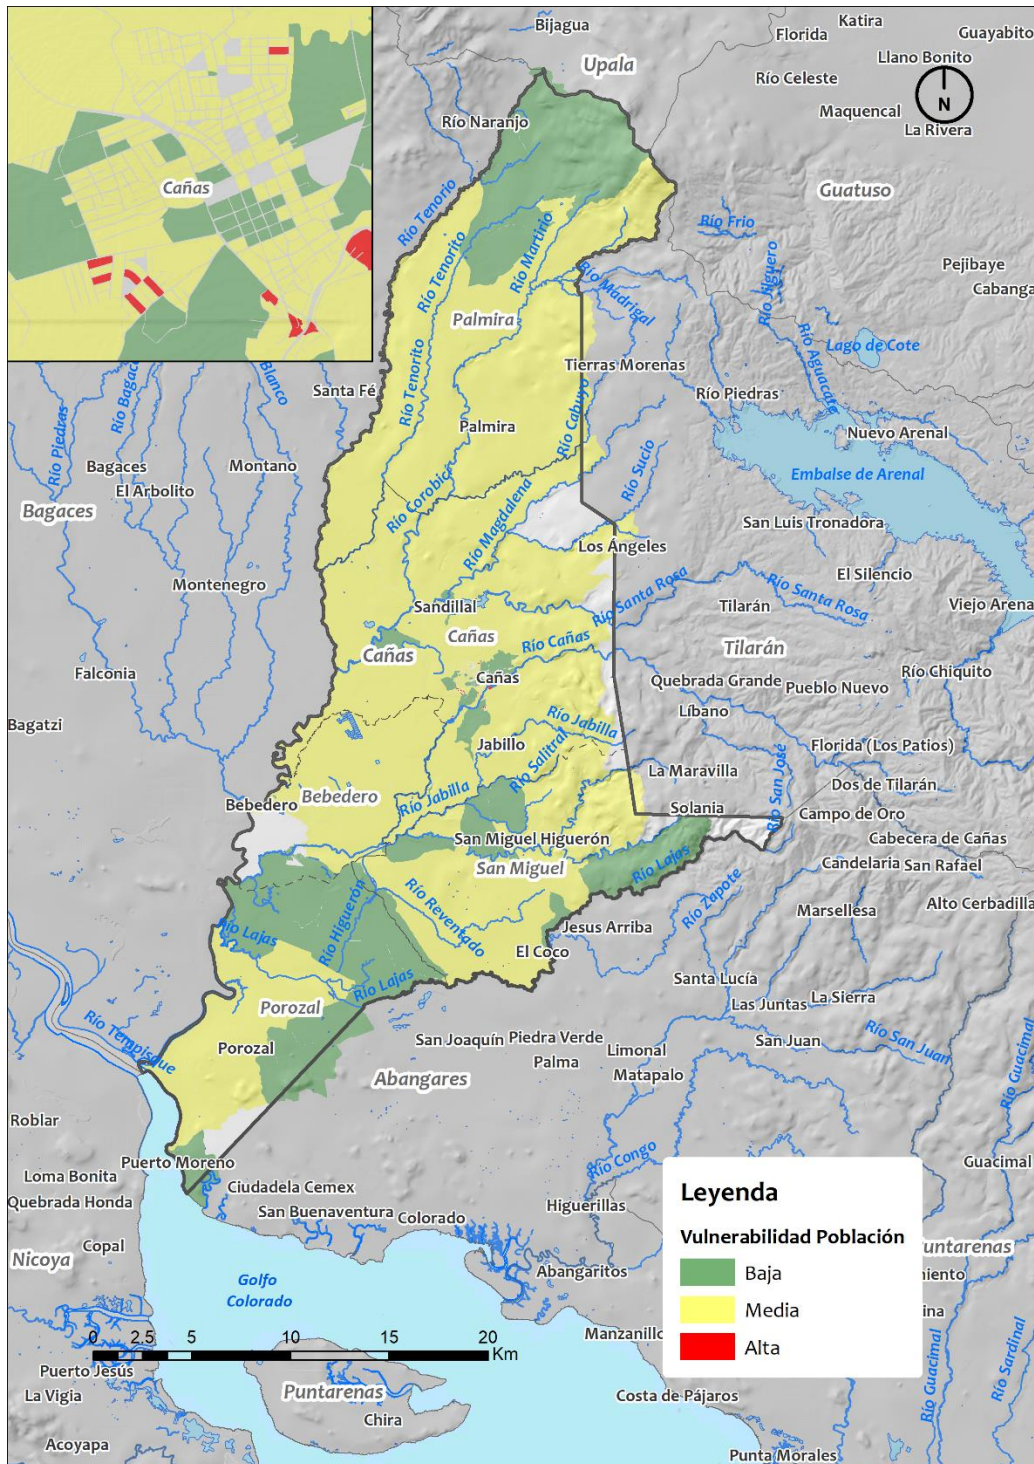 Bijagua
Katira
Florida
Guayabito
Llano Bonito
Upala
Río Celeste
N
Maquencal
La Rivera
Río Naranjo
Cañas
Río Tenorio
Guatuso
Río Frio
Río Martirio
Río Tenorito
Río Jilguero
Pejibaye
Cabanga
Río Madrigal
Palmira
Río Aguacate
Lago de Cote
Río Bagac
Blanco
Santa Fé
Tierras Morenas
Río Piedras
Río Tenorito
Río Cabuyo
Río Piedras
Palmira
Nuevo Arenal
Bagaces
Montano
El Arbolito
Río Corobicí
Río Sucio
Embalse de Arenal
Bagaces
Río Magdalena
San Luis Tronadora
Los Ángeles
El Silencio
Montenegro
Sandillal
Río Santa Rosa
Río Santa Rosa
Tilarán
Viejo Arena
Cañas
Río Cañas
Tilarán
Cañas
Falconia
Cañas
Quebrada Grande
Pueblo Nuevo
Río Chiquito
Líbano
Bagatzi
Jabillo
Río Jabilla
Florida (Los Patios)
Río Salitral
La Maravilla
Río San José
Dos de Tilarán
Bebedero
Bebedero
Río Jabilla
Solania
Campo de Oro
San Miguel Higuerón
Cabecera de Cañas
San Miguel
Río Lajas
Candelaria
San Rafael
Río Higuerón
Río Reventado
Río Zapote
Marsellesa
Alto Cerbadilla
Río Lajas
Jesus Arriba
El Coco
Santa Lucía
Río Lajas
Las Juntas
La Sierra
Porozal
Río Tempisque
Porozal
San Joaquín
Piedra Verde
Limonal
San Juan
Río San Juan
Palma
Matapalo
Río Guacimal
Abangares
Roblar
Puerto Moreno
Río Congo
Guacimal
Loma Bonita
Ciudadela Cemex
Quebrada Honda
San Buenaventura
Colorado
Higuerillas
Leyenda
Vulnerabilidad Población
Baja
Media
Alta
Copal
Nicoya
Puntarenas
Abangaritos
miento
Golfo
Colorado
ina
0 2.5 5 10 15 20
Km
Manzanillo
Puerto Jesús
La Vigia
Puntarenas
Chira
Costa de Pájaros
Río Guacimal
Río Sardinal
Acoyapa
Punta Morales